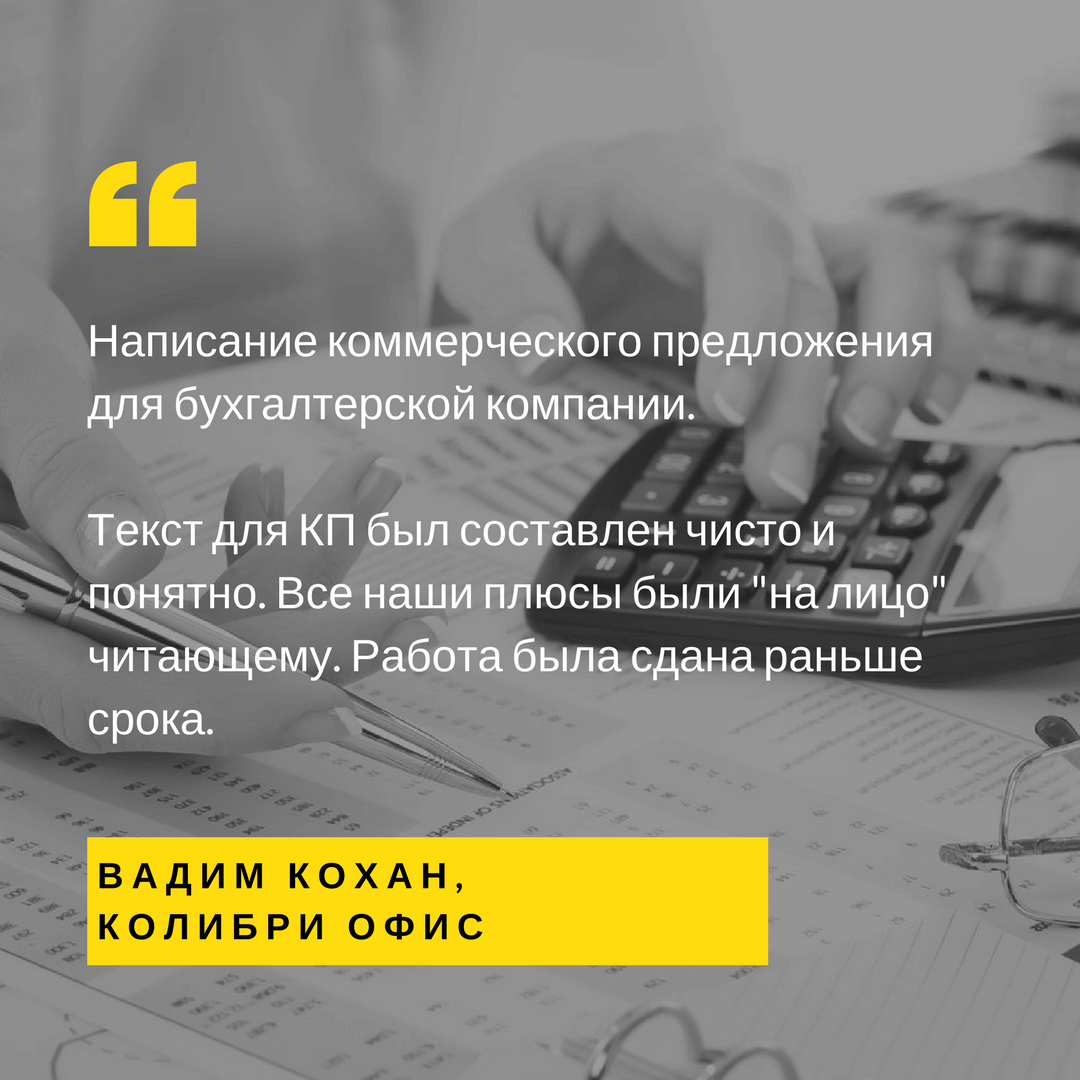 Написание коммерческого предложения
для бухгалтерской компании.
Текст для КП был составлен чисто и
понятно. Все наши плюсы были "на лицо"
читающему. Работа была сдана раньше
срока.
ВАДИМ КОХАН,
КОЛИБРИ ОФИС